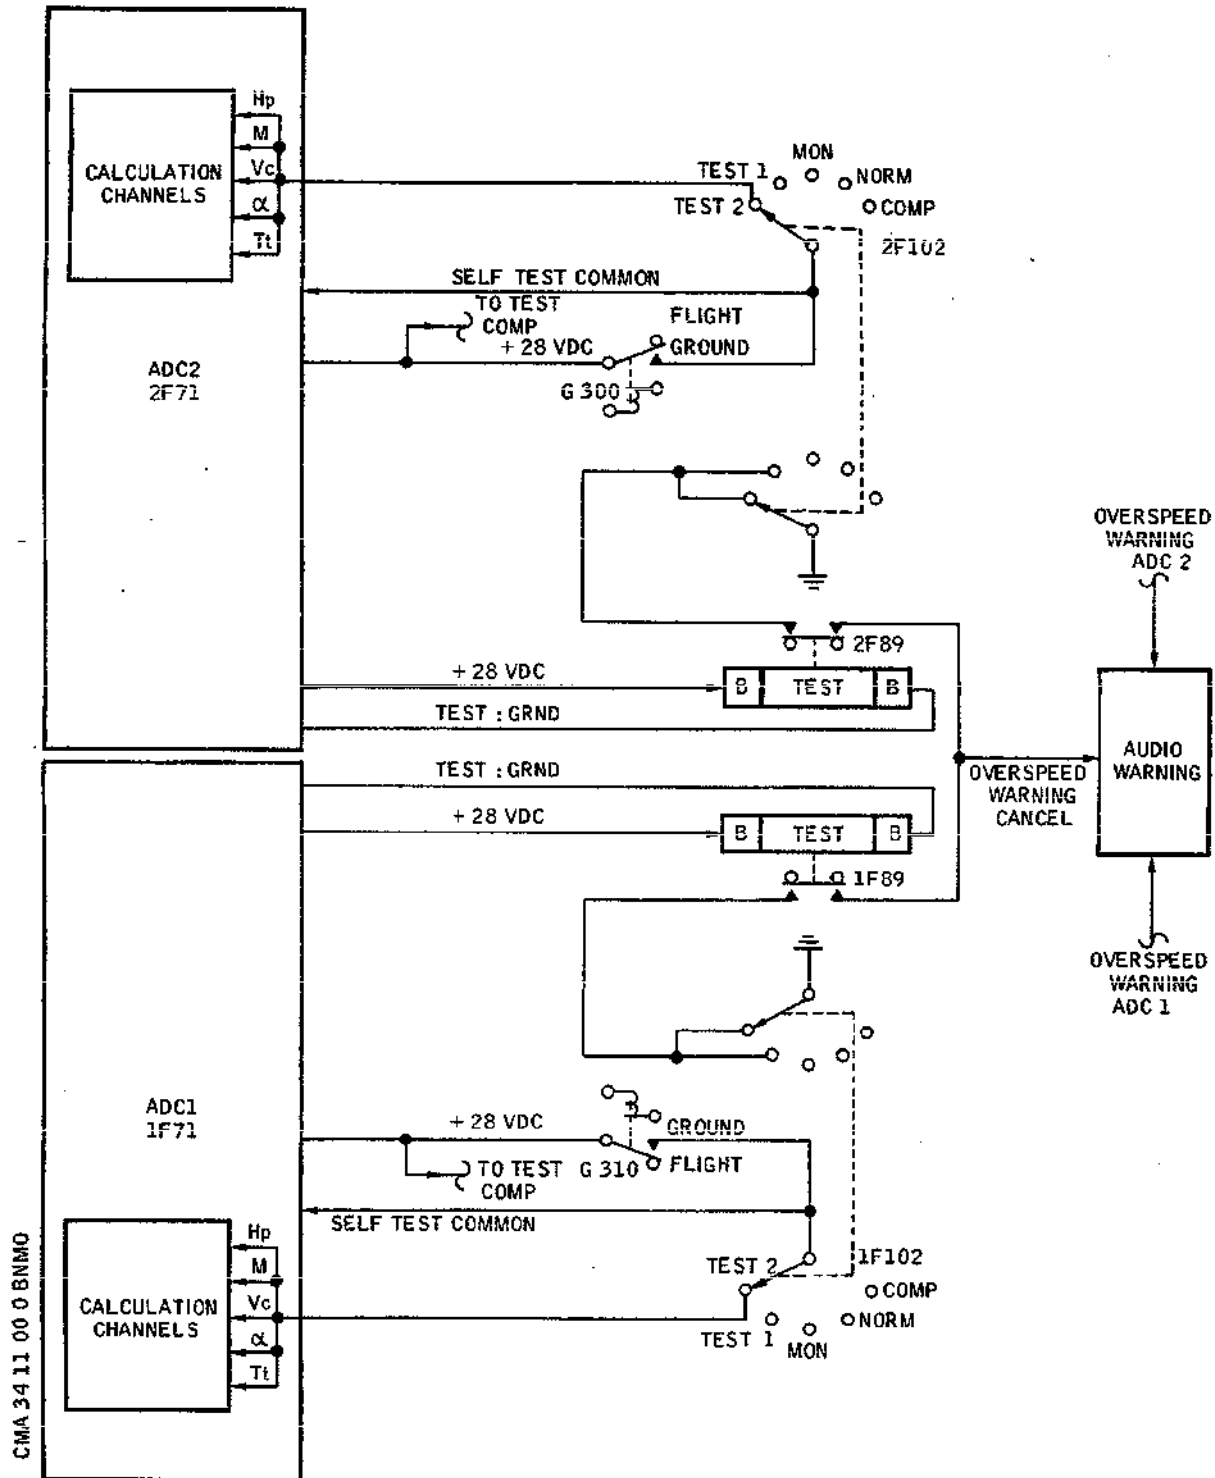 Hp
M
CALCULATION
CHANNELS
Vc
α
Tt
MON
TEST 1
NORM
TEST 2
COMP
2F102
SELF TEST COMMON
TO TEST
COMP
FLIGHT
+ 28 VDC
GROUND
ADC2
2F71
G 300
OVERSPEED
WARNING
ADC 2
2F89
+ 28 VDC
B
TEST
B
TEST : GRND
AUDIO
WARNING
TEST : GRND
OVERSPEED
WARNING
CANCEL
+ 28 VDC
B
TEST
B
1F89
OVERSPEED
WARNING
ADC 1
ADC1
1F71
+ 28 VDC
GROUND
TO TEST
COMP
G 310
FLIGHT
SELF TEST COMMON
Hp
M
CALCULATION
CHANNELS
Vc
α
Tt
TEST 2
1F102
COMP
NORM
TEST 1
MON
CMA 34 11 00 0 BNMO